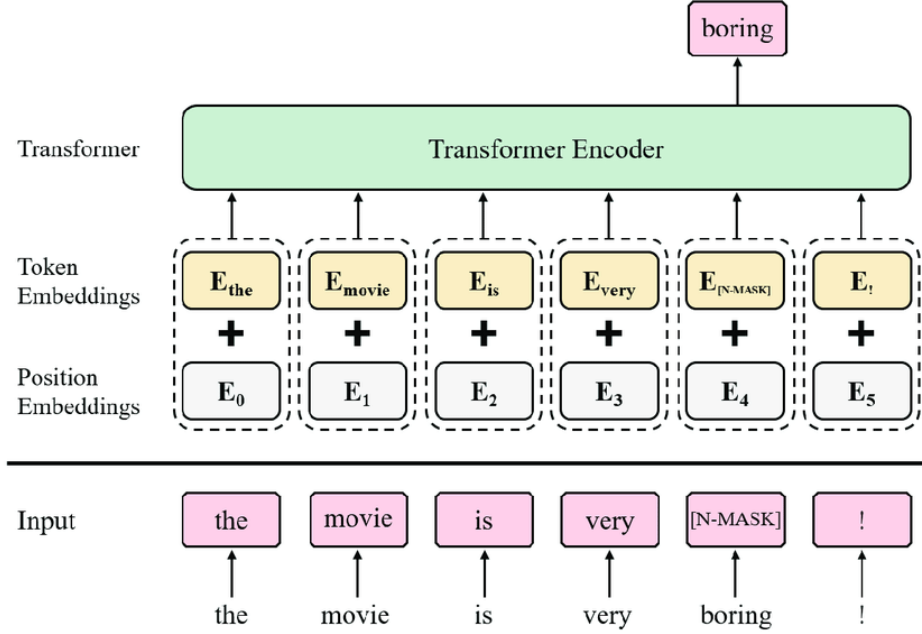 boring
Transformer
Transformer Encoder
Token
Embeddings
E_the
E_movie
E_is
E_very
E_[N-MASK]
E_!
+ + + + + +
Position
Embeddings
E_0
E_1
E_2
E_3
E_4
E_5
Input
the
movie
is
very
[N-MASK]
!
the
movie
is
very
boring
!